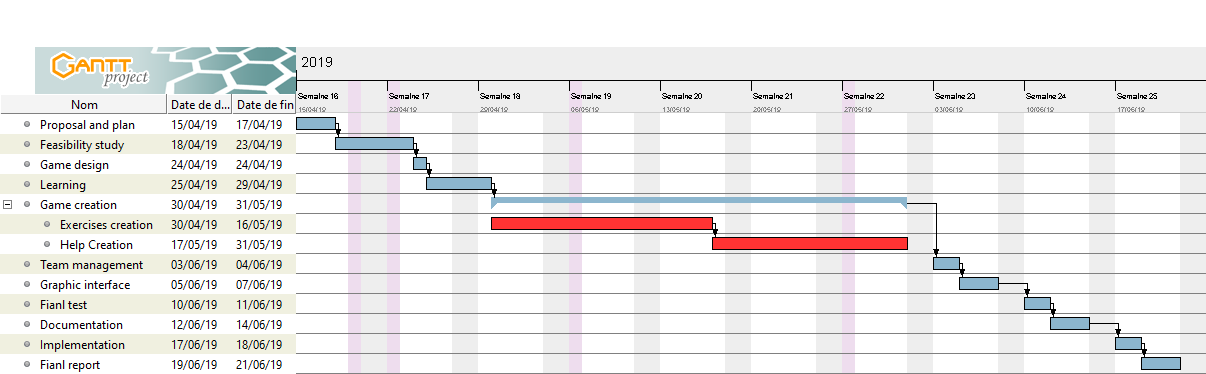 GANTT
project
2019
Semaine 16 Semaine 17 Semaine 18 Semaine 19 Semaine 20 Semaine 21 Semaine 22 Semaine 23 Semaine 24 Semaine 25
15/04/19 22/04/19 29/04/19 06/05/19 13/05/19 20/05/19 27/05/19 03/06/19 10/06/19 17/06/19
Nom Date de d... Date de fin
Proposal and plan 15/04/19 17/04/19
Feasibility study 18/04/19 23/04/19
Game design 24/04/19 24/04/19
Learning 25/04/19 29/04/19
Game creation 30/04/19 31/05/19
Exercises creation 30/04/19 16/05/19
Help Creation 17/05/19 31/05/19
Team management 03/06/19 04/06/19
Graphic interface 05/06/19 07/06/19
Fianl test 10/06/19 11/06/19
Documentation 12/06/19 14/06/19
Implementation 17/06/19 18/06/19
Fianl report 19/06/19 21/06/19